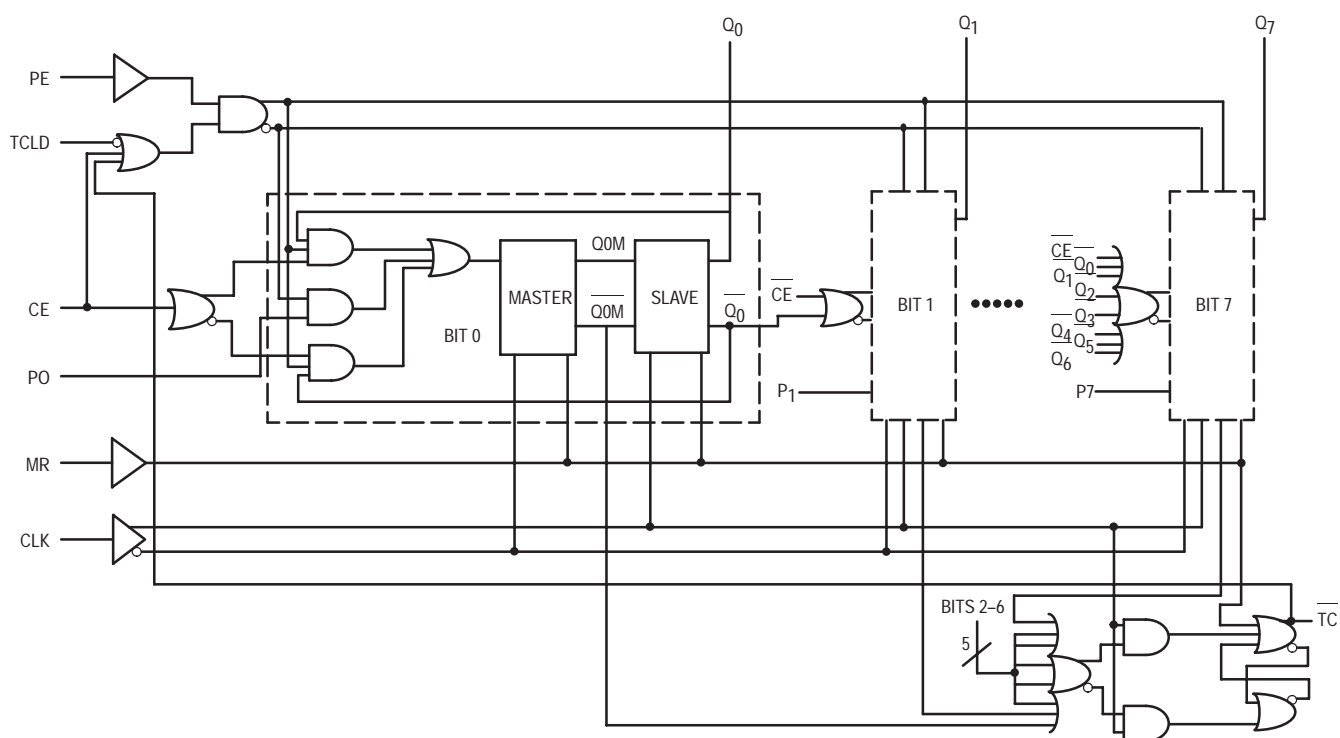 Q0
Q1
Q7
PE
TCLD
CE
PO
MR
CLK
Q0M
Q0M
MASTER
SLAVE
Q0
BIT 0
CE
P1
BIT 1
CE Q0
Q1
Q2
Q3
Q4 Q5
Q6
P7
BIT 7
BITS 2–6
5
TC